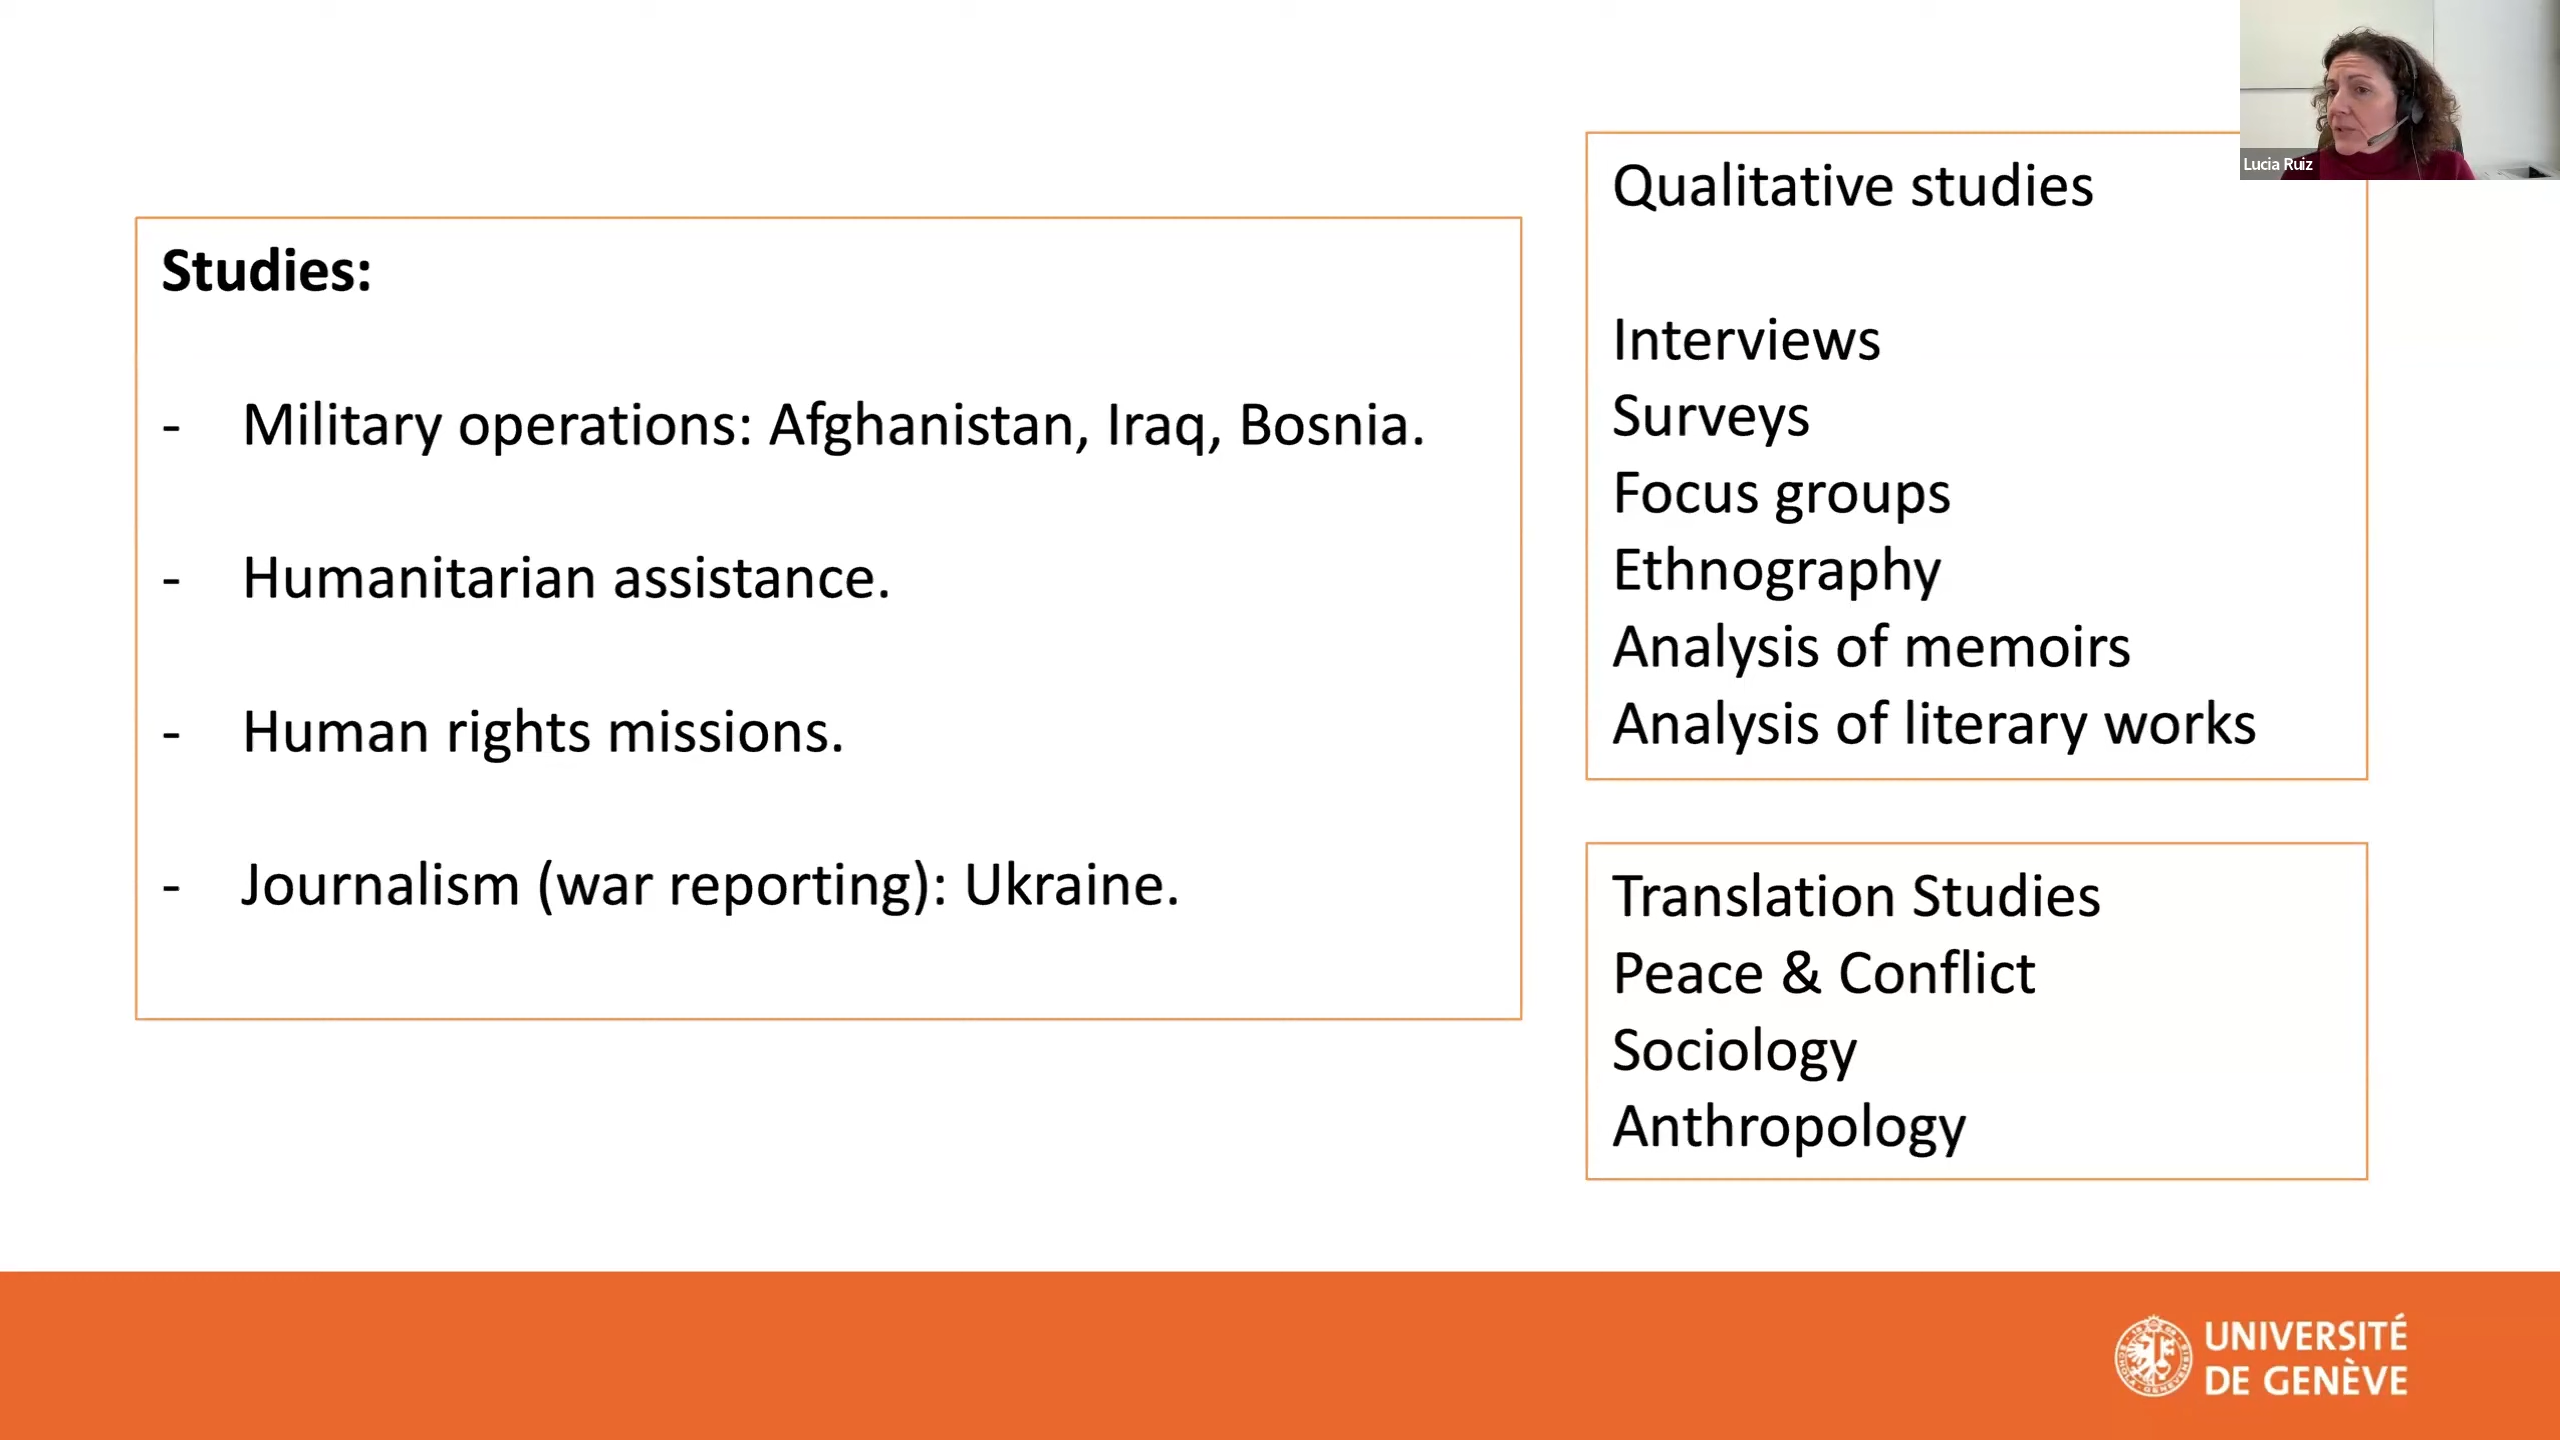 Studies:
- Military operations: Afghanistan, Iraq, Bosnia.
- Humanitarian assistance.
- Human rights missions.
- Journalism (war reporting): Ukraine.
Qualitative studies
Interviews
Surveys
Focus groups
Ethnography
Analysis of memoirs
Analysis of literary works
Translation Studies
Peace & Conflict
Sociology
Anthropology
Lucia Ruiz
UNIVERSITÉ
DE GENÈVE